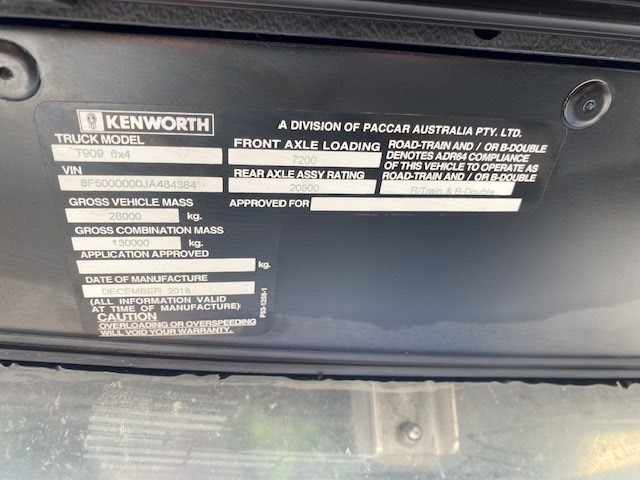 KENWORTH
A DIVISION OF PACCAR AUSTRALIA PTY. LTD.
TRUCK MODEL
T909 6x4
FRONT AXLE LOADING
7200
ROAD-TRAIN AND / OR B-DOUBLE
DENOTES ADR64 COMPLIANCE
OF THIS VEHICLE TO OPERATE AS
ROAD-TRAIN AND / OR B-DOUBLE
R/Train & B-Double
VIN
6F5000000JA464384
REAR AXLE ASSY RATING
20800
GROSS VEHICLE MASS
28000 kg.
APPROVED FOR
GROSS COMBINATION MASS
130000 kg.
APPLICATION APPROVED
kg.
DATE OF MANUFACTURE
DECEMBER 2018
(ALL INFORMATION VALID
AT TIME OF MANUFACTURE)
CAUTION
OVERLOADING OR OVERSPEEDING
WILL VOID YOUR WARRANTY.
P93-1258-1